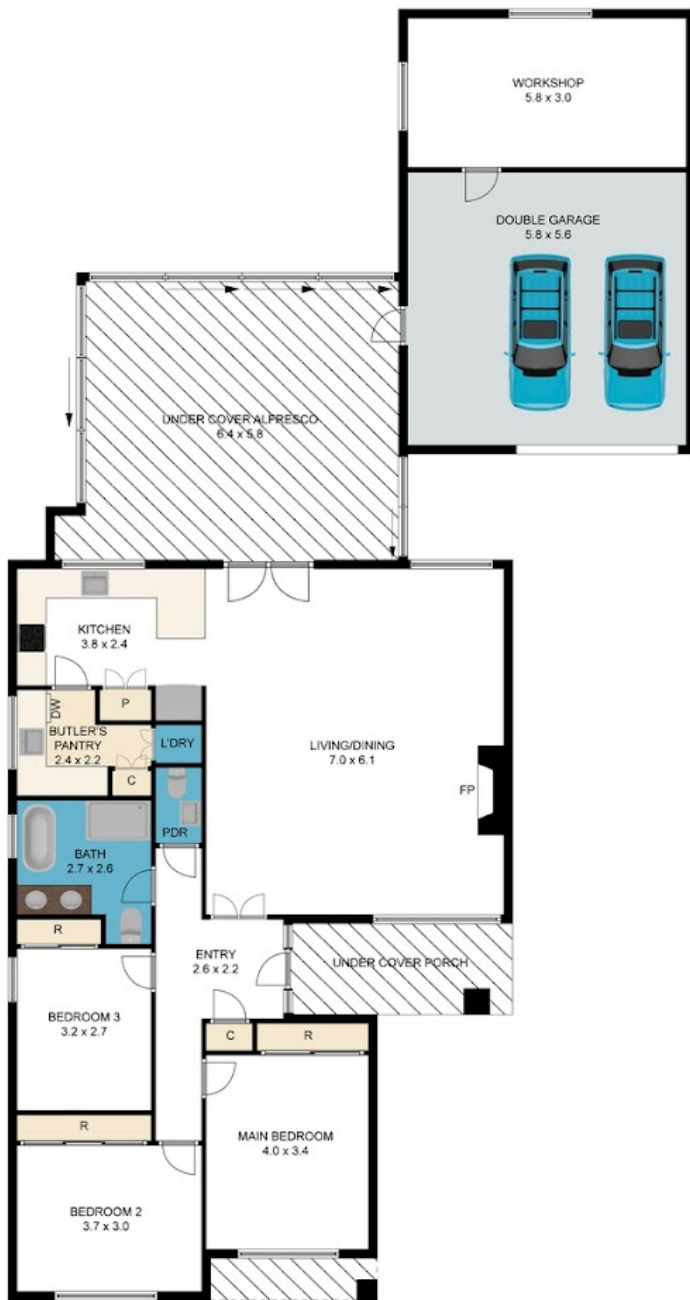 WORKSHOP
5.8 x 3.0
DOUBLE GARAGE
5.8 x 5.6
UNDER COVER ALFRESCO
6.4 x 5.8
KITCHEN
3.8 x 2.4
P
DW
BUTLER'S
PANTRY
2.4 x 2.2
L'DRY
C
LIVING/DINING
7.0 x 6.1
FP
PDR
BATH
2.7 x 2.6
R
ENTRY
2.6 x 2.2
UNDER COVER PORCH
BEDROOM 3
3.2 x 2.7
C
R
R
MAIN BEDROOM
4.0 x 3.4
BEDROOM 2
3.7 x 3.0